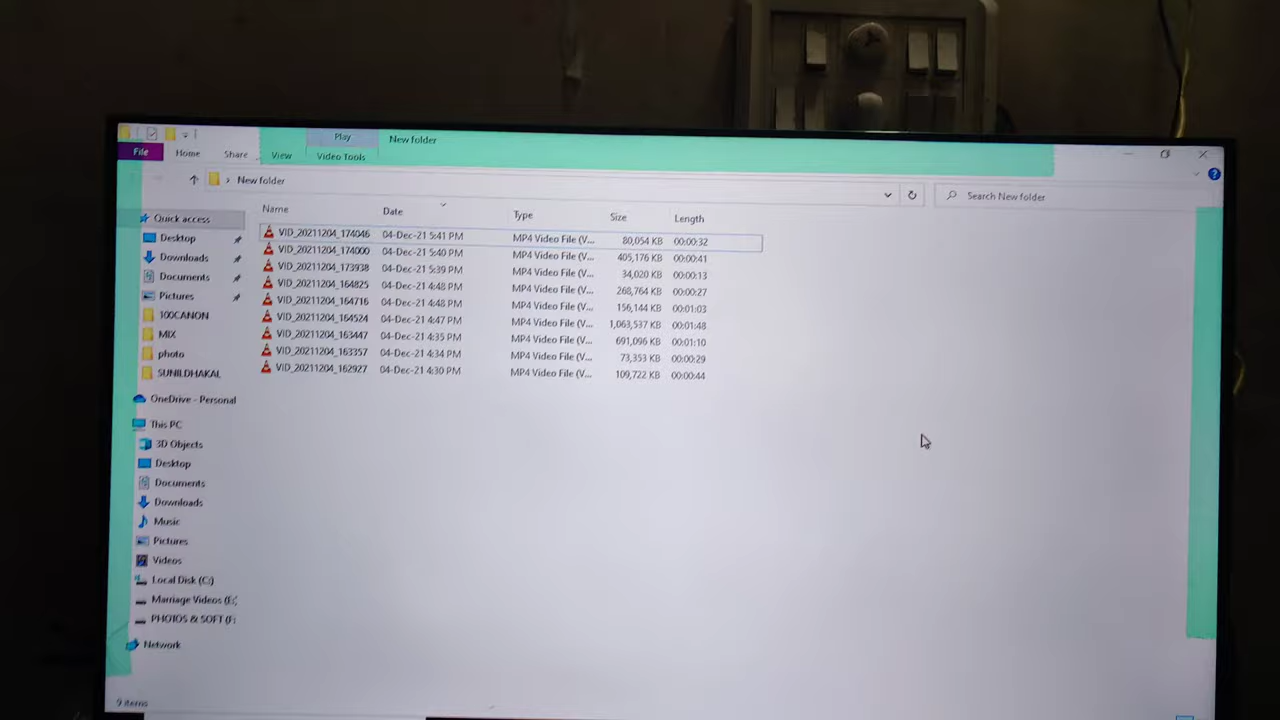 Play New folder
File Home Share View Video Tools
New folder Search New folder
Name Date Type Size Length
VID_20211204_174046 04-Dec-21 5:41 PM MP4 Video File (V... 80,054 KB 00:00:32
VID_20211204_174000 04-Dec-21 5:40 PM MP4 Video File (V... 405,176 KB 00:00:41
VID_20211204_173938 04-Dec-21 5:39 PM MP4 Video File (V... 34,020 KB 00:00:13
VID_20211204_164825 04-Dec-21 4:48 PM MP4 Video File (V... 268,764 KB 00:00:27
VID_20211204_164716 04-Dec-21 4:48 PM MP4 Video File (V... 156,144 KB 00:01:03
VID_20211204_164524 04-Dec-21 4:47 PM MP4 Video File (V... 1,063,537 KB 00:01:48
VID_20211204_163447 04-Dec-21 4:35 PM MP4 Video File (V... 691,096 KB 00:01:10
VID_20211204_163357 04-Dec-21 4:34 PM MP4 Video File (V... 73,353 KB 00:00:29
VID_20211204_162927 04-Dec-21 4:30 PM MP4 Video File (V... 109,722 KB 00:00:44
Quick access
Desktop
Downloads
Documents
Pictures
100CANON
MIX
photo
SUNILDHAKAL
OneDrive - Personal
This PC
3D Objects
Desktop
Documents
Downloads
Music
Pictures
Videos
Local Disk (C:)
Marriage Videos (E:
PHOTOS & SOFT (F:
Network
9 items